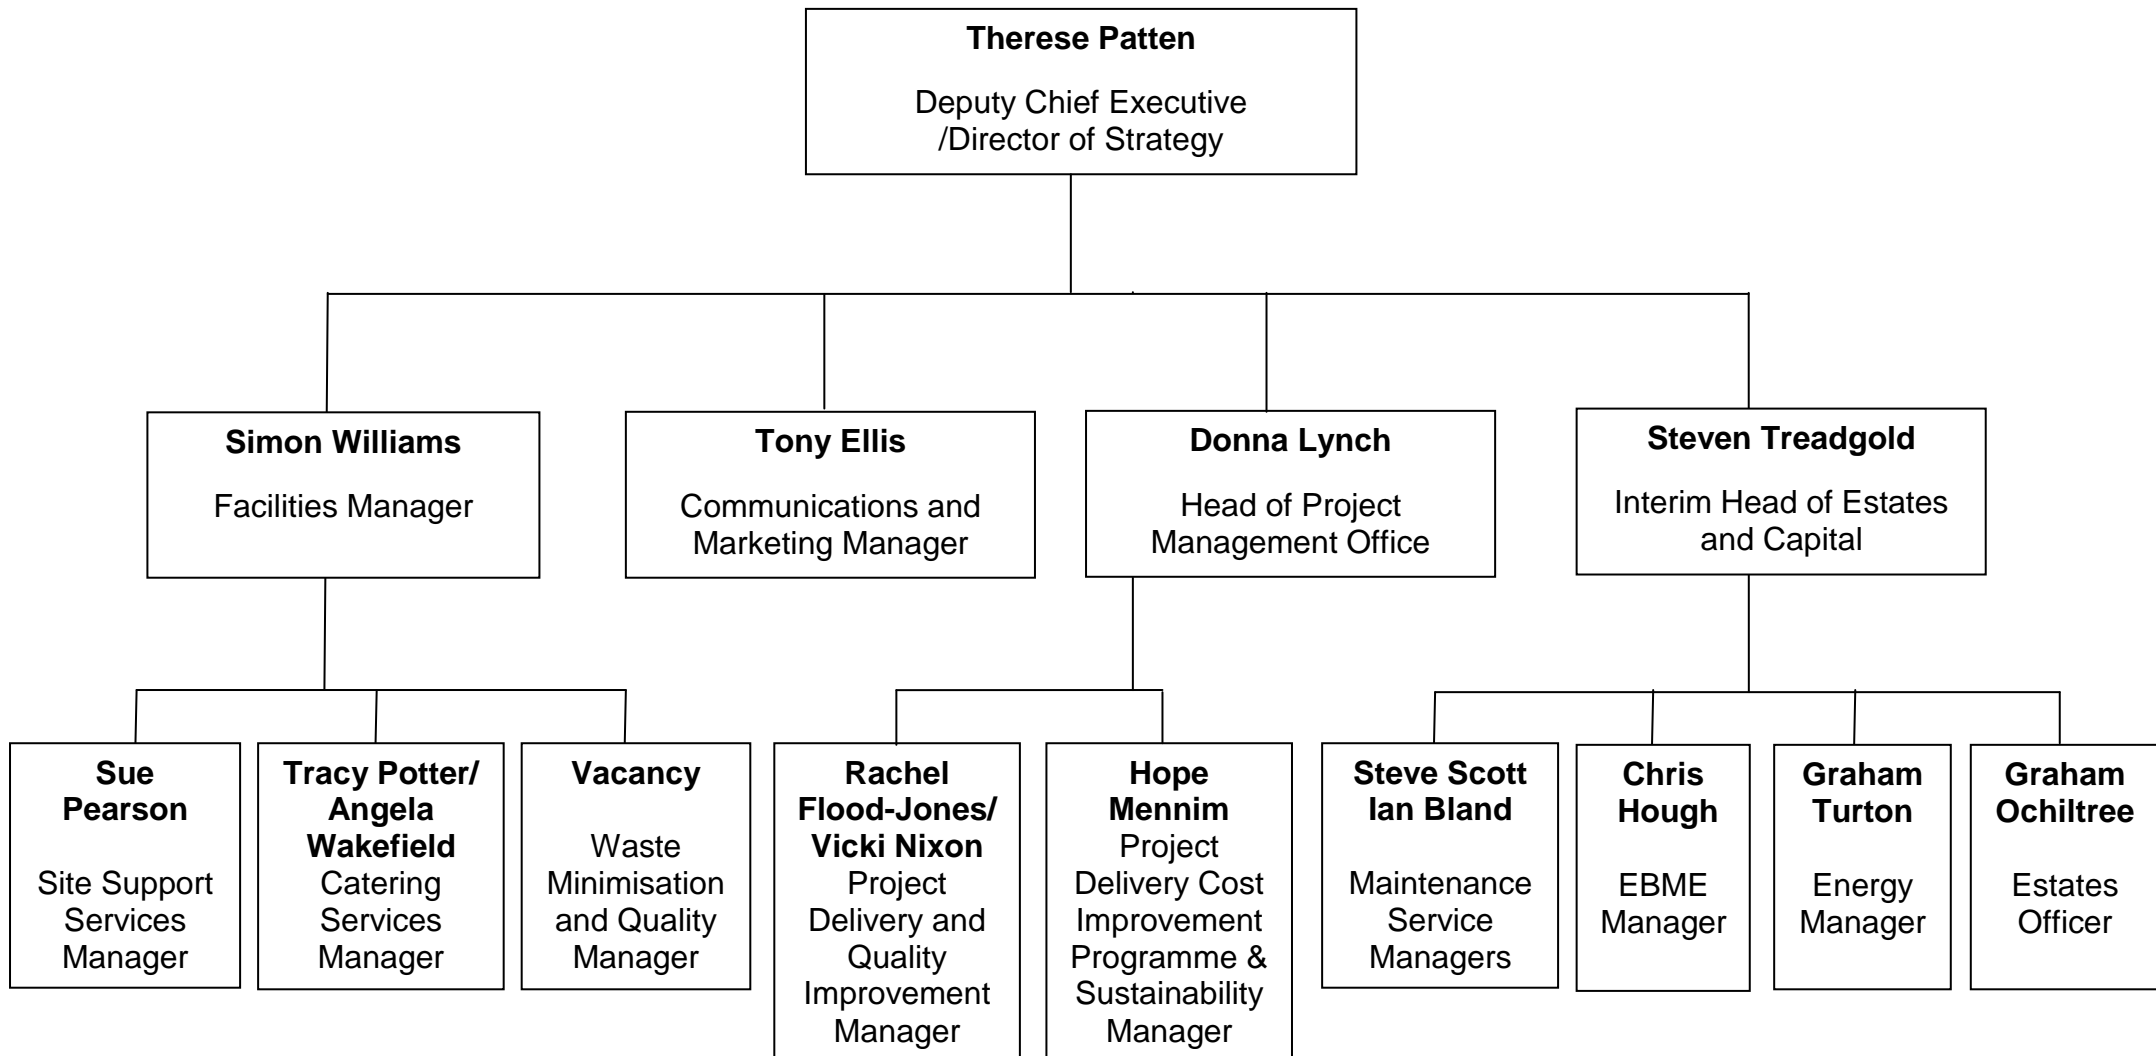 Therese Patten
Deputy Chief Executive
/Director of Strategy
Simon Williams
Facilities Manager
Tony Ellis
Communications and
Marketing Manager
Donna Lynch
Head of Project
Management Office
Steven Treadgold
Interim Head of Estates
and Capital
Sue
Pearson
Site Support
Services
Manager
Tracy Potter/
Angela
Wakefield
Catering
Services
Manager
Vacancy
Waste
Minimisation
and Quality
Manager
Rachel
Flood-Jones/
Vicki Nixon
Project
Delivery and
Quality
Improvement
Manager
Hope
Mennim
Project
Delivery Cost
Improvement
Programme &
Sustainability
Manager
Steve Scott
Ian Bland
Maintenance
Service
Managers
Chris
Hough
EBME
Manager
Graham
Turton
Energy
Manager
Graham
Ochiltree
Estates
Officer